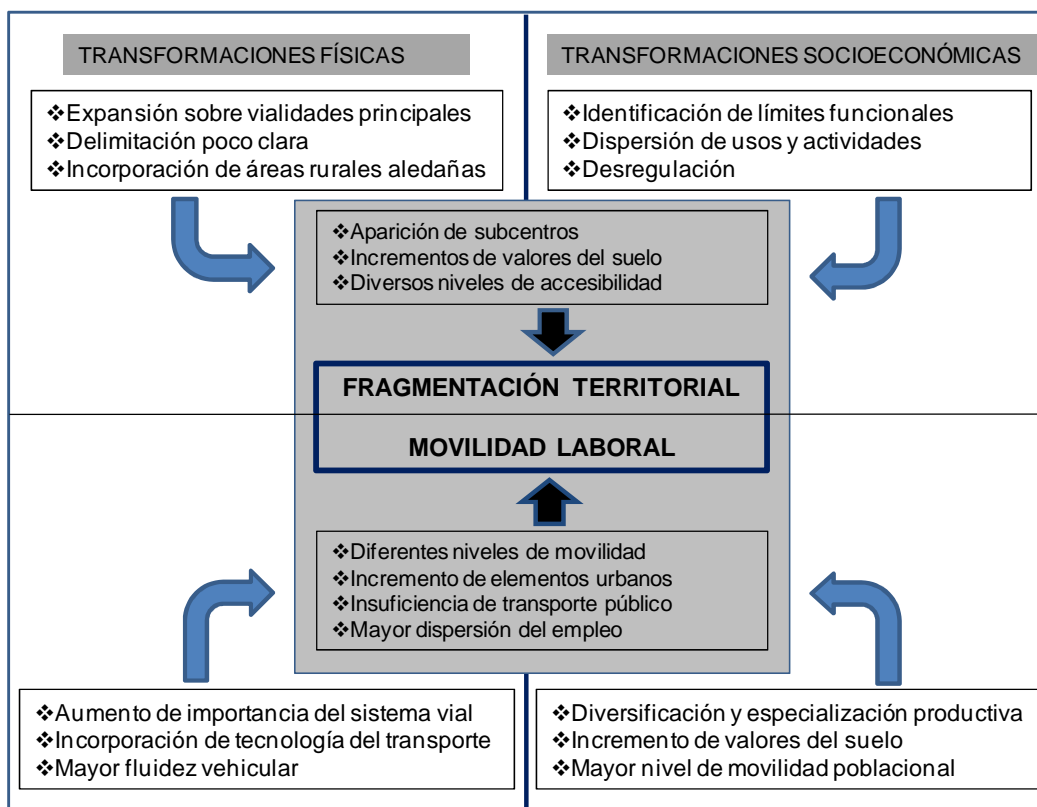 TRANSFORMACIONES FÍSICAS
TRANSFORMACIONES SOCIOECONÓMICAS
❖Expansión sobre vialidades principales
❖Delimitación poco clara
❖Incorporación de áreas rurales aledañas
❖Identificación de límites funcionales
❖Dispersión de usos y actividades
❖Desregulación
❖Aparición de subcentros
❖Incrementos de valores del suelo
❖Diversos niveles de accesibilidad
FRAGMENTACIÓN TERRITORIAL
MOVILIDAD LABORAL
❖Diferentes niveles de movilidad
❖Incremento de elementos urbanos
❖Insuficiencia de transporte público
❖Mayor dispersión del empleo
❖Aumento de importancia del sistema vial
❖Incorporación de tecnología del transporte
❖Mayor fluidez vehicular
❖Diversificación y especialización productiva
❖Incremento de valores del suelo
❖Mayor nivel de movilidad poblacional